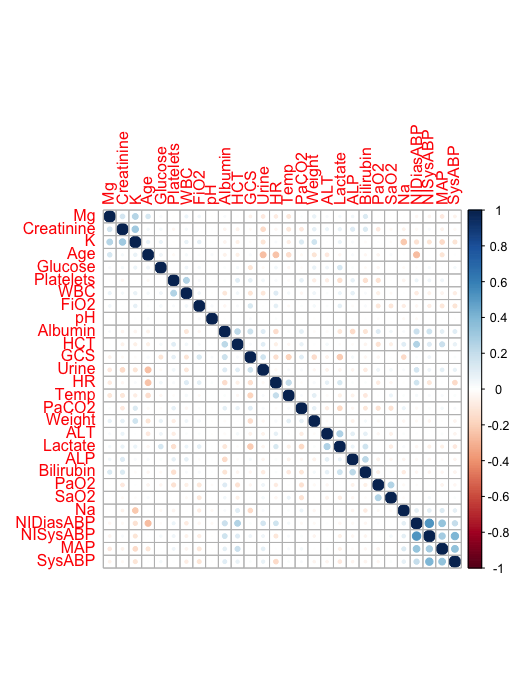 Mg
Creatinine
K
Age
Glucose
Platelets
WBC
FiO2
pH
Albumin
HCT
GCS
Urine
HR
Temp
PaCO2
Weight
ALT
Lactate
ALP
Bilirubin
PaO2
SaO2
Na
NIDiasABP
NISysABP
MAP
SysABP
Mg
Creatinine
K
Age
Glucose
Platelets
WBC
FiO2
pH
Albumin
HCT
GCS
Urine
HR
Temp
PaCO2
Weight
ALT
Lactate
ALP
Bilirubin
PaO2
SaO2
Na
NIDiasABP
NISysABP
MAP
SysABP
1
0.8
0.6
0.4
0.2
0
-0.2
-0.4
-0.6
-0.8
-1